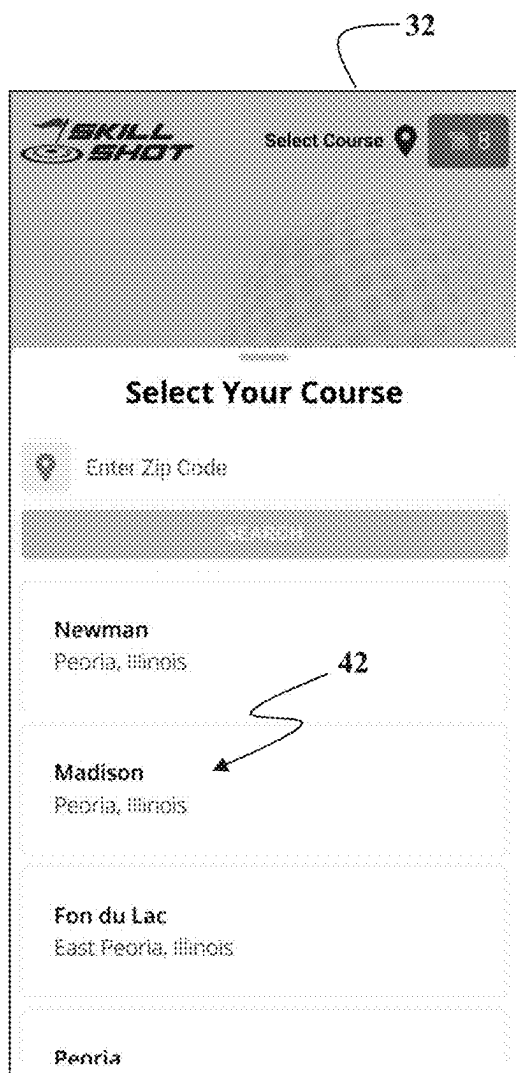 32
SKILL
SHOT
Select Course
Select Your Course
Enter Zip Code
SEARCH
Newman
Peoria, Illinois
42
Madison
Peoria, Illinois
Fon du Lac
East Peoria, Illinois
Peoria